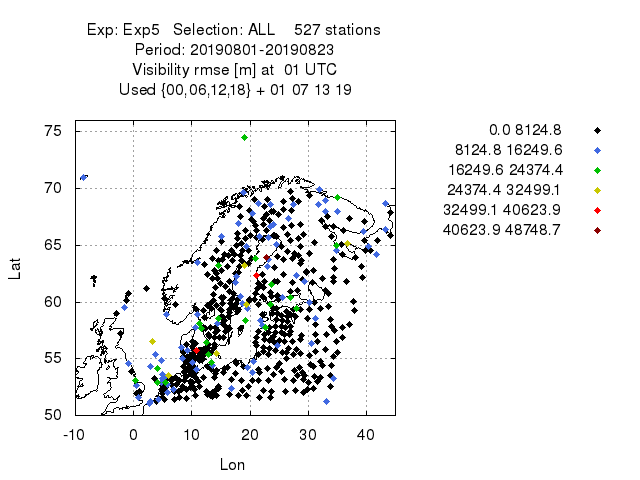 Exp: Exp5 Selection: ALL 527 stations
Period: 20190801-20190823
Visibility rmse [m] at 01 UTC
Used {00,06,12,18} + 01 07 13 19
0.0 8124.8
8124.8 16249.6
16249.6 24374.4
24374.4 32499.1
32499.1 40623.9
40623.9 48748.7
75
70
65
60
55
50
Lat
-10 0 10 20 30 40
Lon